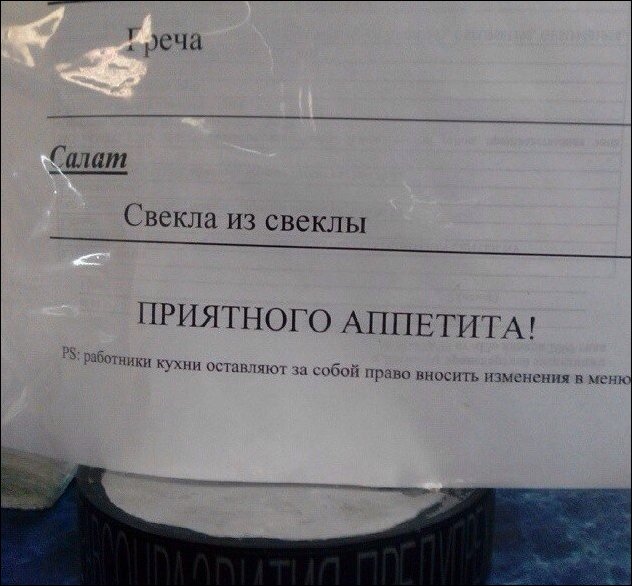 Греча
Салат
Свекла из свеклы
ПРИЯТНОГО АППЕТИТА!
PS: работники кухни оставляют за собой право вносить изменения в меню